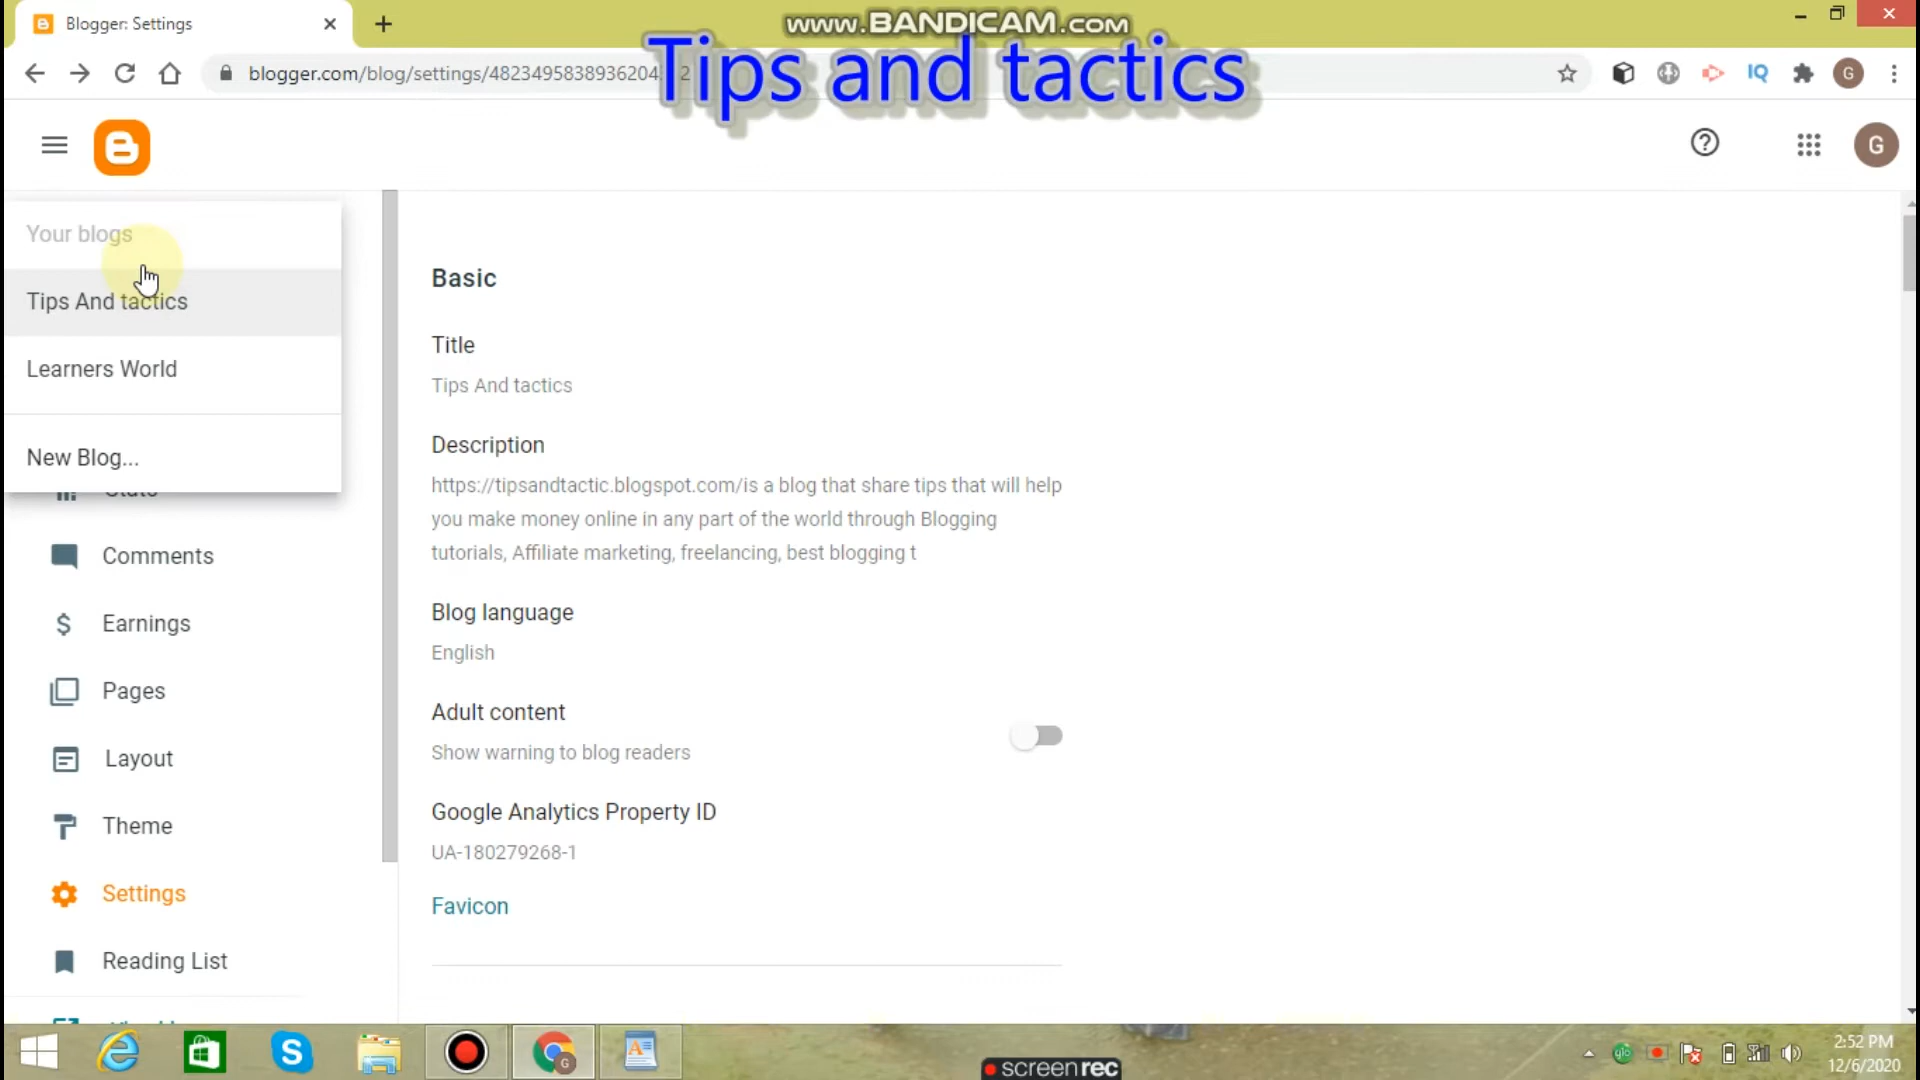 Blogger: Settings
www.BANDICAM.com
blogger.com/blog/settings/4823495838936204
Tips and tactics
IQ
G
G
Your blogs
Tips And tactics
Learners World
New Blog...
Stats
Comments
Earnings
Pages
Layout
Theme
Settings
Reading List
Basic
Title
Tips And tactics
Description
https://tipsandtactic.blogspot.com/is a blog that share tips that will help
you make money online in any part of the world through Blogging
tutorials, Affiliate marketing, freelancing, best blogging t
Blog language
English
Adult content
Show warning to blog readers
Google Analytics Property ID
UA-180279268-1
Favicon
screenrec
glo
2:52 PM
12/6/2020